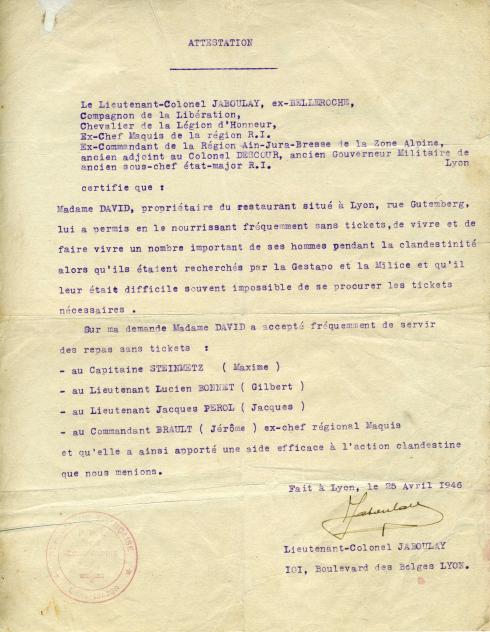 ATTESTATION
Le Lieutenant-Colonel JABOULAY, ex-BELLEROCHE,
Compagnon de la Libération,
Chevalier de la Légion d'Honneur,
Ex-Chef Maquis de la région R.I.
Ex-Commandant de la Région Ain-Jura-Bresse de la Zone Alpine,
ancien adjoint au Colonel DESCOUR, ancien Gouverneur Militaire de
Lyon
ancien sous-chef état-major R.I.
certifie que :
Madame DAVID, propriétaire du restaurant situé à Lyon, rue Gutemberg,
lui a permis en le nourrissant fréquemment sans tickets,de vivre et de
faire vivre un nombre important de ses hommes pendant la clandestinité
alors qu'ils étaient recherchés par la Gestapo et la Milice et qu'il
leur était difficile souvent impossible de se procurer les tickets
nécessaires .
Sur ma demande Madame DAVID a accepté fréquemment de servir
des repas sans tickets :
- au Capitaine STEINMETZ ( Maxime )
- au Lieutenant Lucien BONNET ( Gilbert )
- au Lieutenant Jacques PEROL ( Jacques )
- au Commandant BRAULT ( Jérôme ) ex-chef régional Maquis
et qu'elle a ainsi apporté une aide efficace à l'action clandestine
que nous menions.
Fait à Lyon, le 25 Avril 1946
Jaboulay
Lieutenant-Colonel JABOULAY
IOI, Boulevard des Belges LYON.